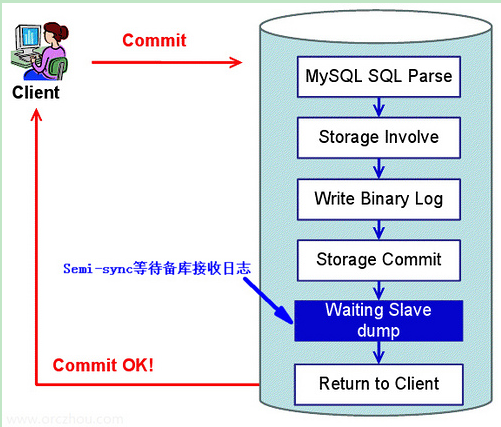 Commit
Client
MySQL SQL Parse
Storage Involve
Write Binary Log
Storage Commit
Semi-sync等待备库接收日志
Waiting Slave
dump
Commit OK!
Return to Client
www.orczhou.com